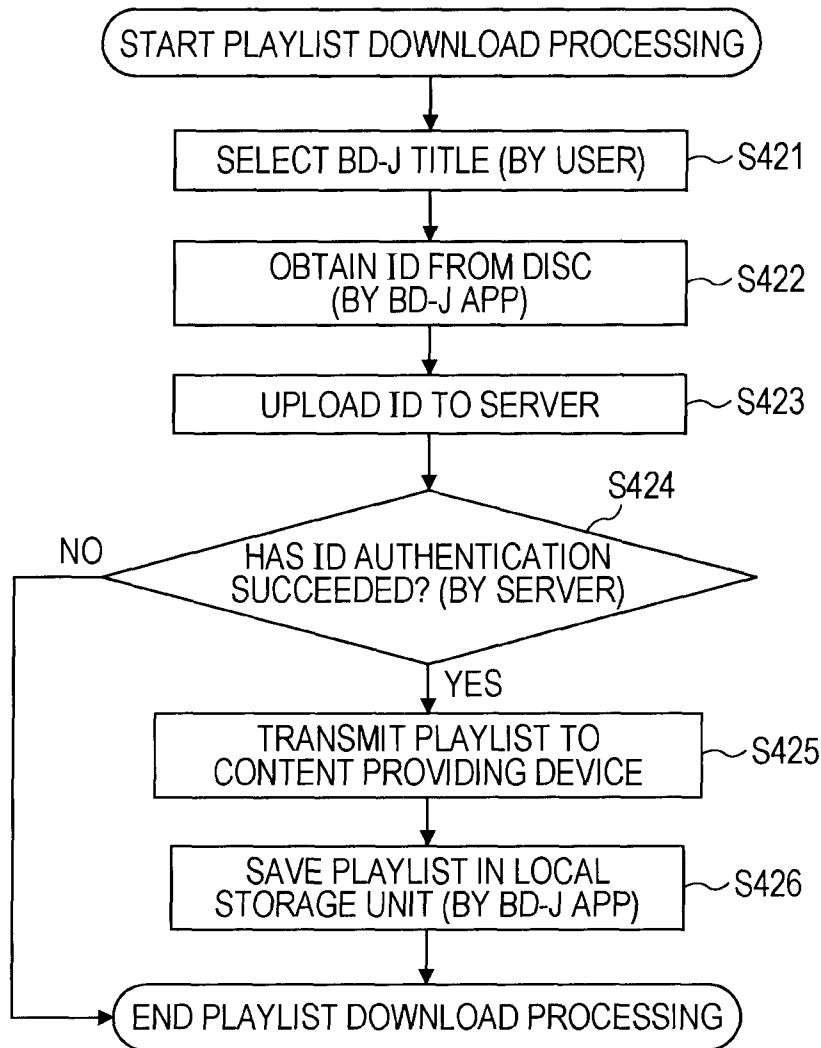 START PLAYLIST DOWNLOAD PROCESSING
SELECT BD-J TITLE (BY USER)
S421
OBTAIN ID FROM DISC
(BY BD-J APP)
S422
UPLOAD ID TO SERVER
S423
S424
NO
HAS ID AUTHENTICATION
SUCCEEDED? (BY SERVER)
YES
TRANSMIT PLAYLIST TO
CONTENT PROVIDING DEVICE
S425
SAVE PLAYLIST IN LOCAL
STORAGE UNIT (BY BD-J APP)
S426
END PLAYLIST DOWNLOAD PROCESSING